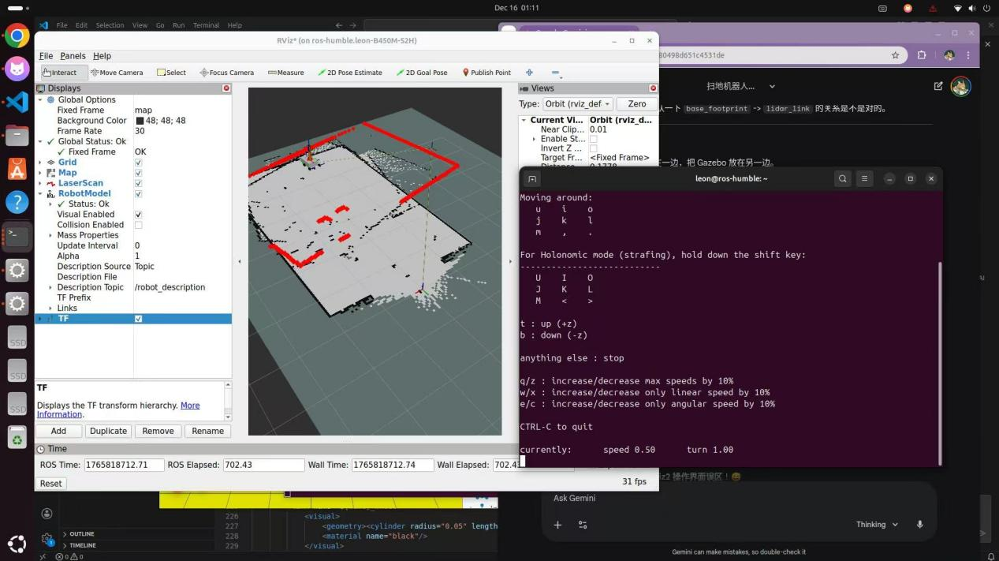 Dec 16 01:11
File Edit Selection View Go Run Terminal Help
RViz* (on ros-humble.leon-B450M-S2H)
File Panels Help
Interact Move Camera Select Focus Camera Measure 2D Pose Estimate 2D Goal Pose Publish Point
Displays
Global Options
Fixed Frame map
Background Color 48; 48; 48
Frame Rate 30
Global Status: Ok
Fixed Frame OK
Grid
Map
LaserScan
RobotModel
Status: Ok
Visual Enabled
Collision Enabled
Mass Properties
Update Interval 0
Alpha 1
Description Source Topic
Description File
Description Topic /robot_description
TF Prefix
Links
TF
TF
Displays the TF transform hierarchy. More
Information.
Add Duplicate Remove Rename
Time
ROS Time: 1765818712.71 ROS Elapsed: 702.43 Wall Time: 1765818712.74 Wall Elapsed: 702.4
Reset
31 fps
Views
Type: Orbit (rviz_def Zero
Current Vi... Orbit (rviz_d...
Near Clip... 0.01
Enable St...
Invert Z ...
Target Fr... <Fixed Frame>
80498d651c4531de
扫地机器人...
一个 base_footprint -> lidar_link 的关系是不是对的。
一边，把 Gazebo 放在另一边。
leon@ros-humble: ~
Moving around:
u i o
j k l
m , .
For Holonomic mode (strafing), hold down the shift key:
---------------------------
U I O
J K L
M < >
t : up (+z)
b : down (-z)
anything else : stop
q/z : increase/decrease max speeds by 10%
w/x : increase/decrease only linear speed by 10%
e/c : increase/decrease only angular speed by 10%
CTRL-C to quit
currently: speed 0.50 turn 1.00
iz2 操作界面误区！
Ask Gemini
Thinking
Gemini can make mistakes, so double-check it
OUTLINE
TIMELINE
226 <visual>
227 <geometry><cylinder radius="0.05" length
228 <material name="black"/>
229 </visual>
0 0 0
SSD
SSD
SSD
AI